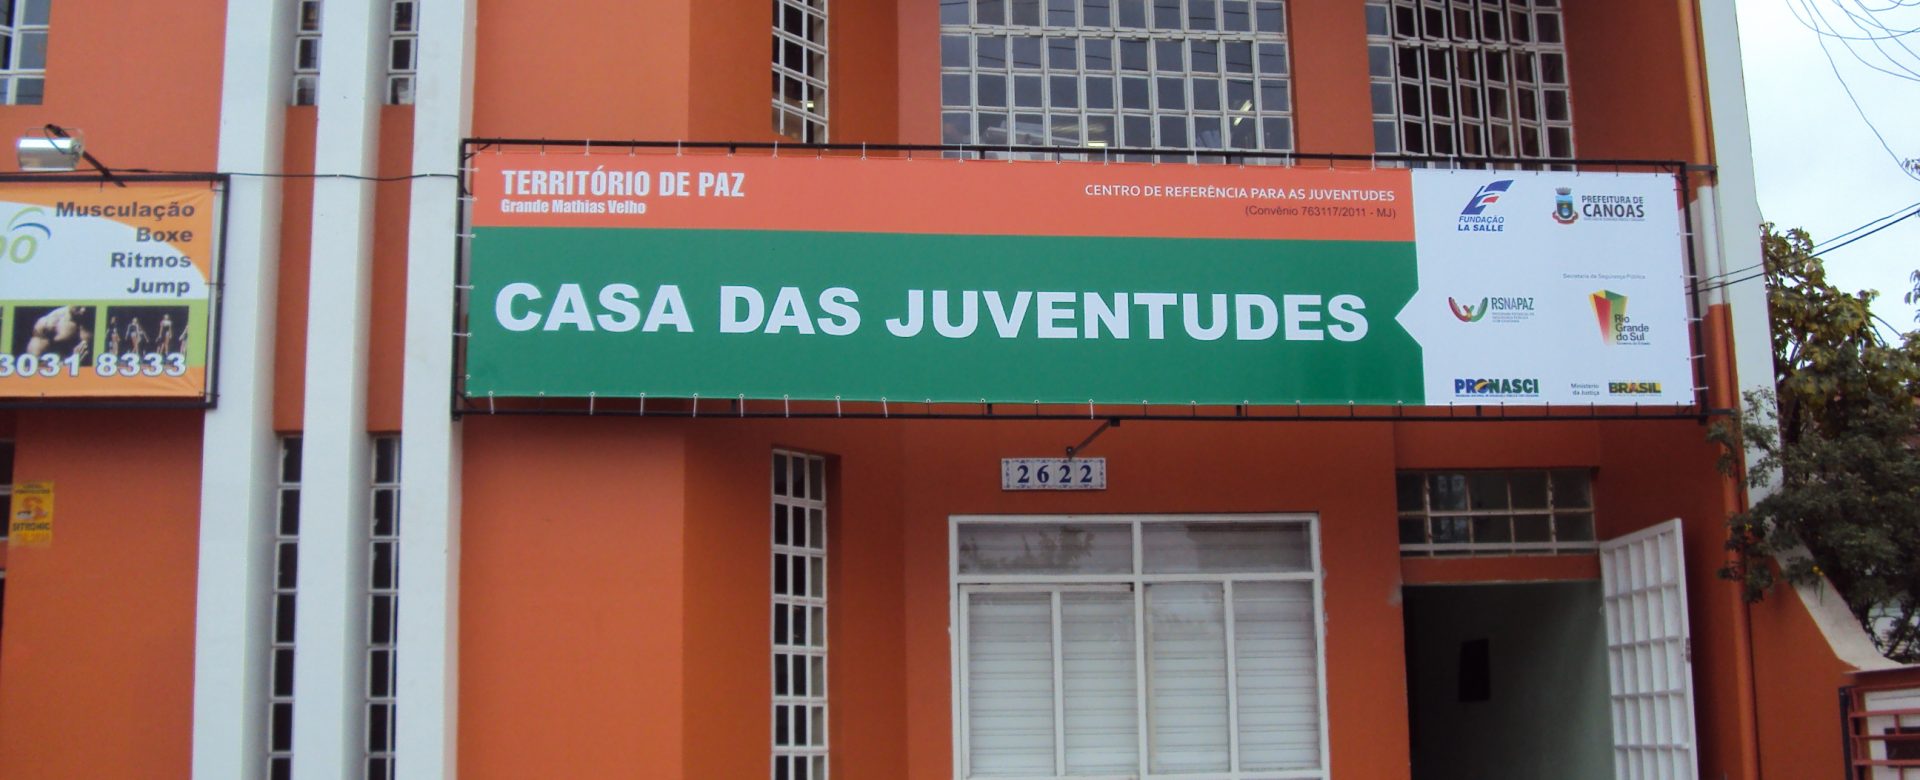 Musculação
Boxe
Ritmos
Jump
3031 8333
TERRITÓRIO DE PAZ
Grande Mathias Velho
CENTRO DE REFERÊNCIA PARA AS JUVENTUDES
(Convênio 763117/2011 - MJ)
CASA DAS JUVENTUDES
FUNDAÇÃO
LA SALLE
PREFEITURA DE
CANOAS
Secretaria de Segurança Pública
RSNAPAZ
Rio
Grande
do Sul
PRONASCI
Ministério
da Justiça
BRASIL
2622